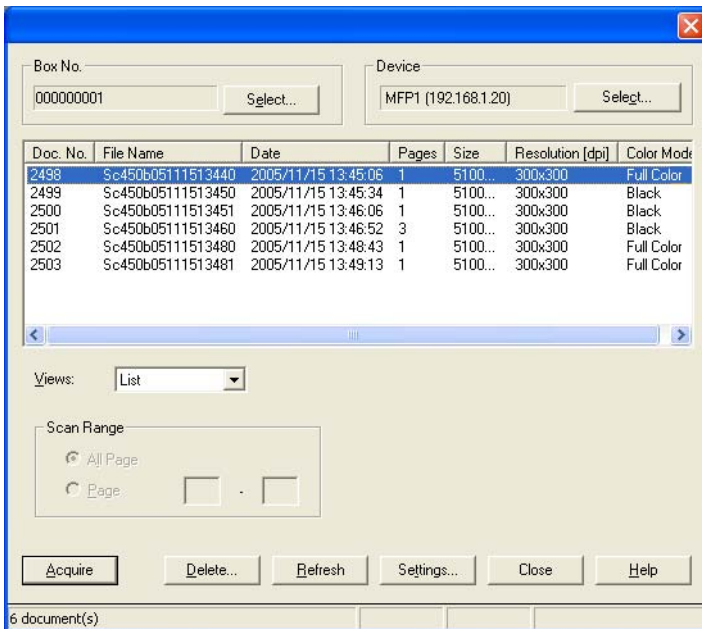 Box No.
000000001
Select...
Device
MFP1 (192.168.1.20)
Select...
Doc. No. File Name Date Pages Size Resolution [dpi] Color Mode
2498 Sc450b05111513440 2005/11/15 13:45:06 1 5100... 300x300 Full Color
2499 Sc450b05111513450 2005/11/15 13:45:34 1 5100... 300x300 Black
2500 Sc450b05111513451 2005/11/15 13:46:06 1 5100... 300x300 Black
2501 Sc450b05111513460 2005/11/15 13:46:52 3 5100... 300x300 Black
2502 Sc450b05111513480 2005/11/15 13:48:43 1 5100... 300x300 Full Color
2503 Sc450b05111513481 2005/11/15 13:49:13 1 5100... 300x300 Full Color
Views: List
Scan Range
All Page
Page -
Acquire Delete... Refresh Settings... Close Help
6 document(s)